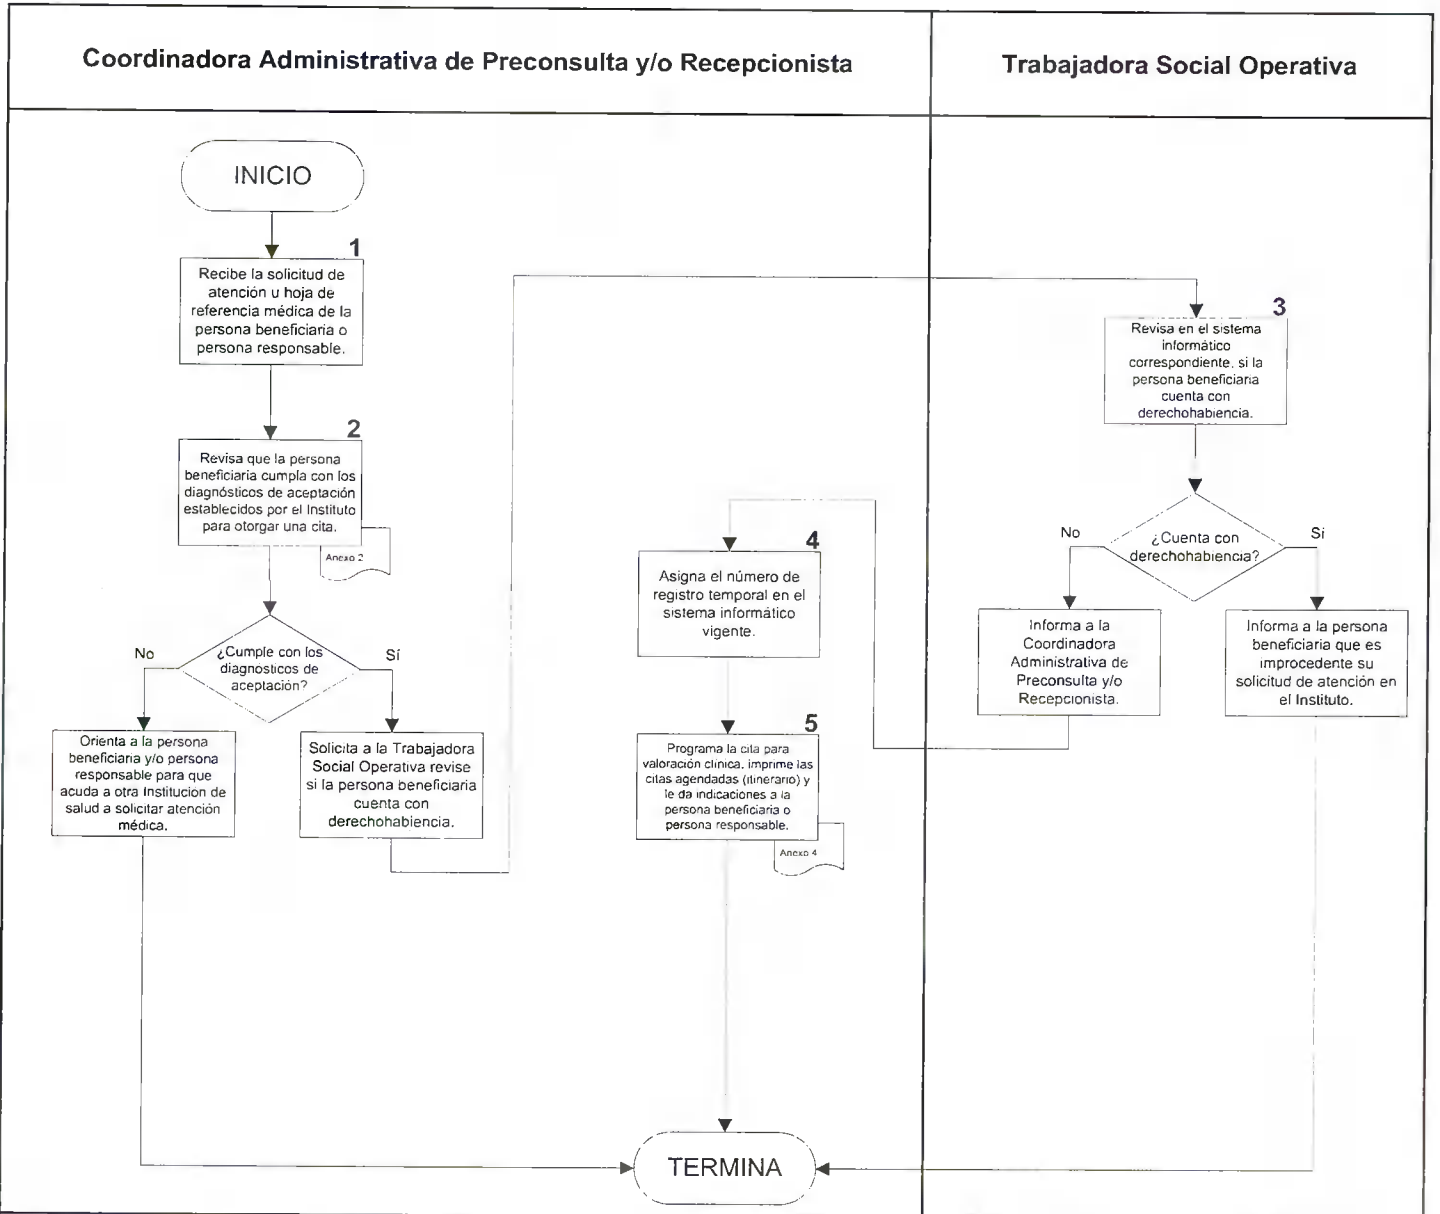 Coordinadora Administrativa de Preconsulta y/o Recepcionista
Trabajadora Social Operativa
INICIO
1
Recibe la solicitud de
atención u hoja de
referencia médica de la
persona beneficiaria o
persona responsable.
2
Revisa que la persona
beneficiaria cumpla con los
diagnósticos de aceptación
establecidos por el Instituto
para otorgar una cita.
Anexo 2
¿Cumple con los
diagnósticos de
aceptación?
No
Sí
Orienta a la persona
beneficiaria y/o persona
responsable para que
acuda a otra Institución de
salud a solicitar atención
médica.
Solicita a la Trabajadora
Social Operativa revise
si la persona beneficiaria
cuenta con
derechohabiencia.
3
Revisa en el sistema
informático
correspondiente, si la
persona beneficiaria
cuenta con
derechohabiencia.
¿Cuenta con
derechohabiencia?
No
Sí
Informa a la
Coordinadora
Administrativa de
Preconsulta y/o
Recepcionista.
Informa a la persona
beneficiaria que es
improcedente su
solicitud de atención en
el Instituto.
4
Asigna el número de
registro temporal en el
sistema informático
vigente.
5
Programa la cita para
valoración clínica, imprime las
citas agendadas (itinerario) y
le da indicaciones a la
persona beneficiaria o
persona responsable.
Anexo 4
TERMINA